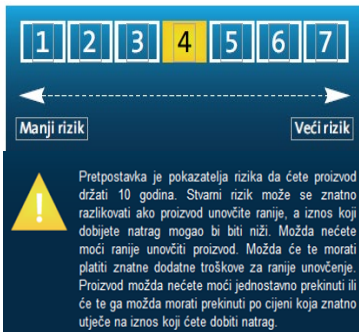 1 2 3 4 5 6 7
Manji rizik Veći rizik
Pretpostavka je pokazatelja rizika da ćete proizvod
držati 10 godina. Stvarni rizik može se znatno
razlikovati ako proizvod unovčite ranije, a iznos koji
dobijete natrag mogao bi biti niži. Možda nećete
moći ranije unovčiti proizvod. Možda će te morati
platiti znatne dodatne troškove za ranije unovčenje.
Proizvod možda nećete moći jednostavno prekinuti ili
će te ga možda morati prekinuti po cijeni koja znatno
utječe na iznos koji ćete dobiti natrag.